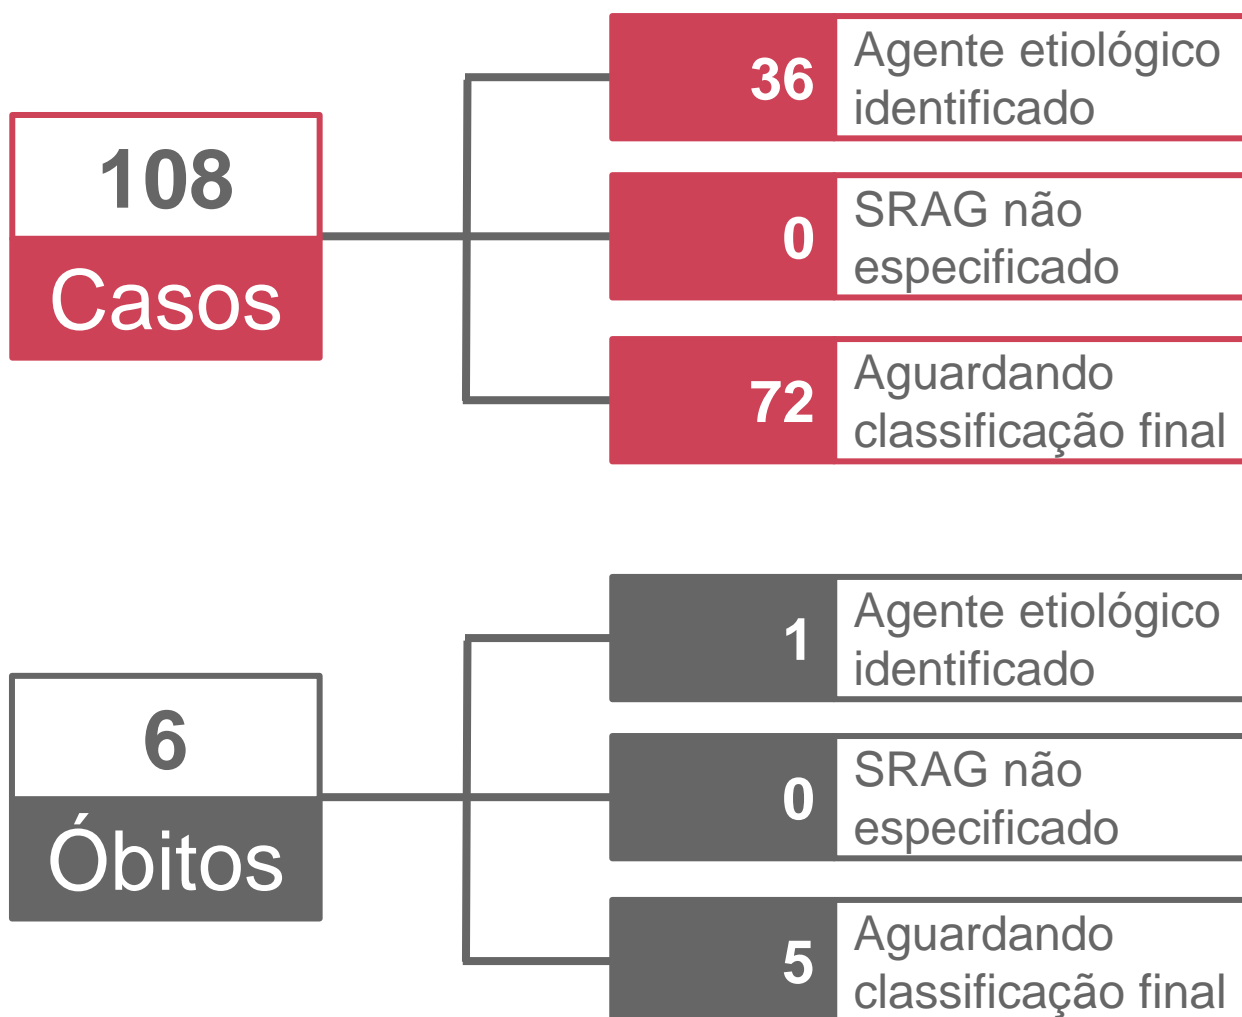 108
Casos
36
Agente etiológico
identificado
0
SRAG não
especificado
72
Aguardando
classificação final
6
Óbitos
1
Agente etiológico
identificado
0
SRAG não
especificado
5
Aguardando
classificação final